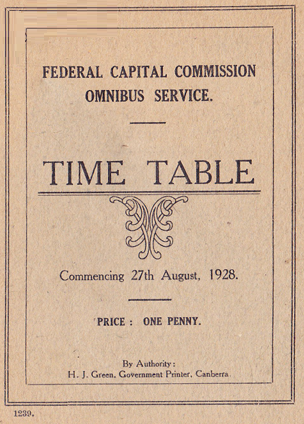 FEDERAL CAPITAL COMMISSION
OMNIBUS SERVICE.
TIME TABLE
Commencing 27th August, 1928.
PRICE : ONE PENNY.
By Authority :
H. J. Green, Government Printer, Canberra
1239.